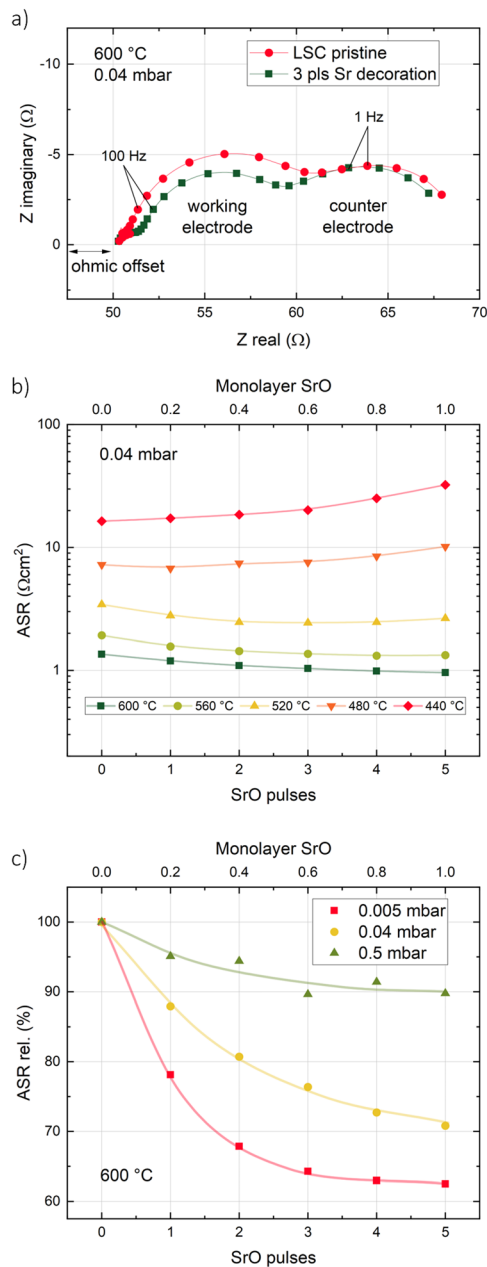 a)
600 °C
0.04 mbar
LSC pristine
3 pls Sr decoration
-10
-5
0
Z imaginary (Ω)
100 Hz
1 Hz
working
electrode
counter
electrode
ohmic offset
50 55 60 65 70
Z real (Ω)
b)
Monolayer SrO
0.0 0.2 0.4 0.6 0.8 1.0
0.04 mbar
100
10
1
ASR (Ωcm²)
600 °C 560 °C 520 °C 480 °C 440 °C
0 1 2 3 4 5
SrO pulses
c)
Monolayer SrO
0.0 0.2 0.4 0.6 0.8 1.0
0.005 mbar
0.04 mbar
0.5 mbar
100
90
80
70
60
ASR rel. (%)
600 °C
0 1 2 3 4 5
SrO pulses